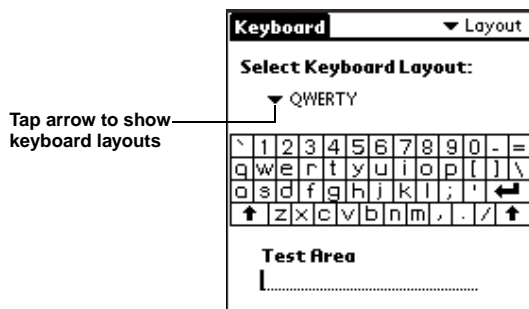 Keyboard Layout
Select Keyboard Layout:
QWERTY
Tap arrow to show
keyboard layouts
` 1 2 3 4 5 6 7 8 9 0 - =
q w e r t y u i o p [ ] \
a s d f g h j k l ; '
z x c v b n m , . /
Test Area